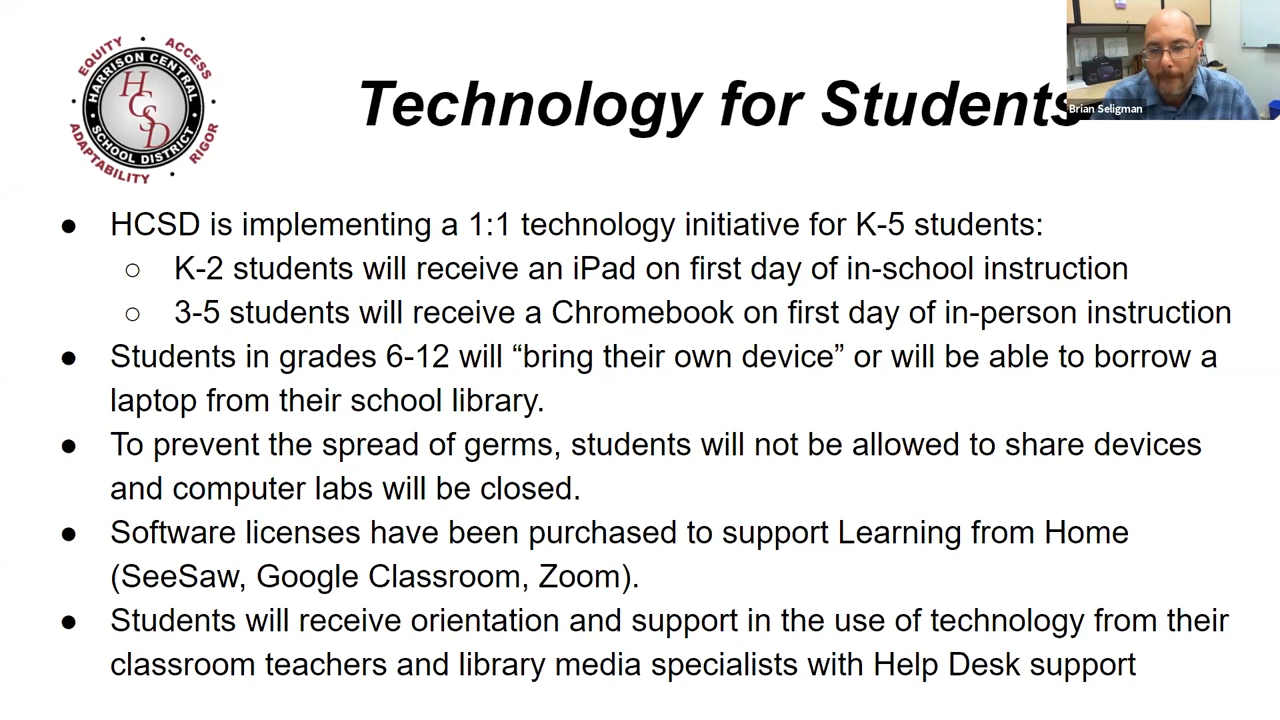 EQUITY ACCESS
HARRISON CENTRAL
HCSD
SCHOOL DISTRICT
ADAPTABILITY RIGOR
Technology for Students
Brian Seligman
● HCSD is implementing a 1:1 technology initiative for K-5 students:
○ K-2 students will receive an iPad on first day of in-school instruction
○ 3-5 students will receive a Chromebook on first day of in-person instruction
● Students in grades 6-12 will “bring their own device” or will be able to borrow a
laptop from their school library.
● To prevent the spread of germs, students will not be allowed to share devices
and computer labs will be closed.
● Software licenses have been purchased to support Learning from Home
(SeeSaw, Google Classroom, Zoom).
● Students will receive orientation and support in the use of technology from their
classroom teachers and library media specialists with Help Desk support